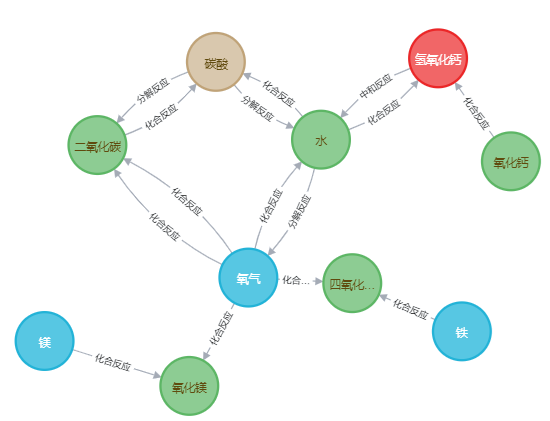 碳酸
氢氧化钙
分解反应
化合反应
中和反应
化合反应
分解反应
化合反应
化合反应
二氧化碳
水
氧化钙
化合反应
化合反应
分解反应
化合反应
氧气
化合...
四氧化...
化合反应
铁
镁
化合反应
化合反应
氧化镁